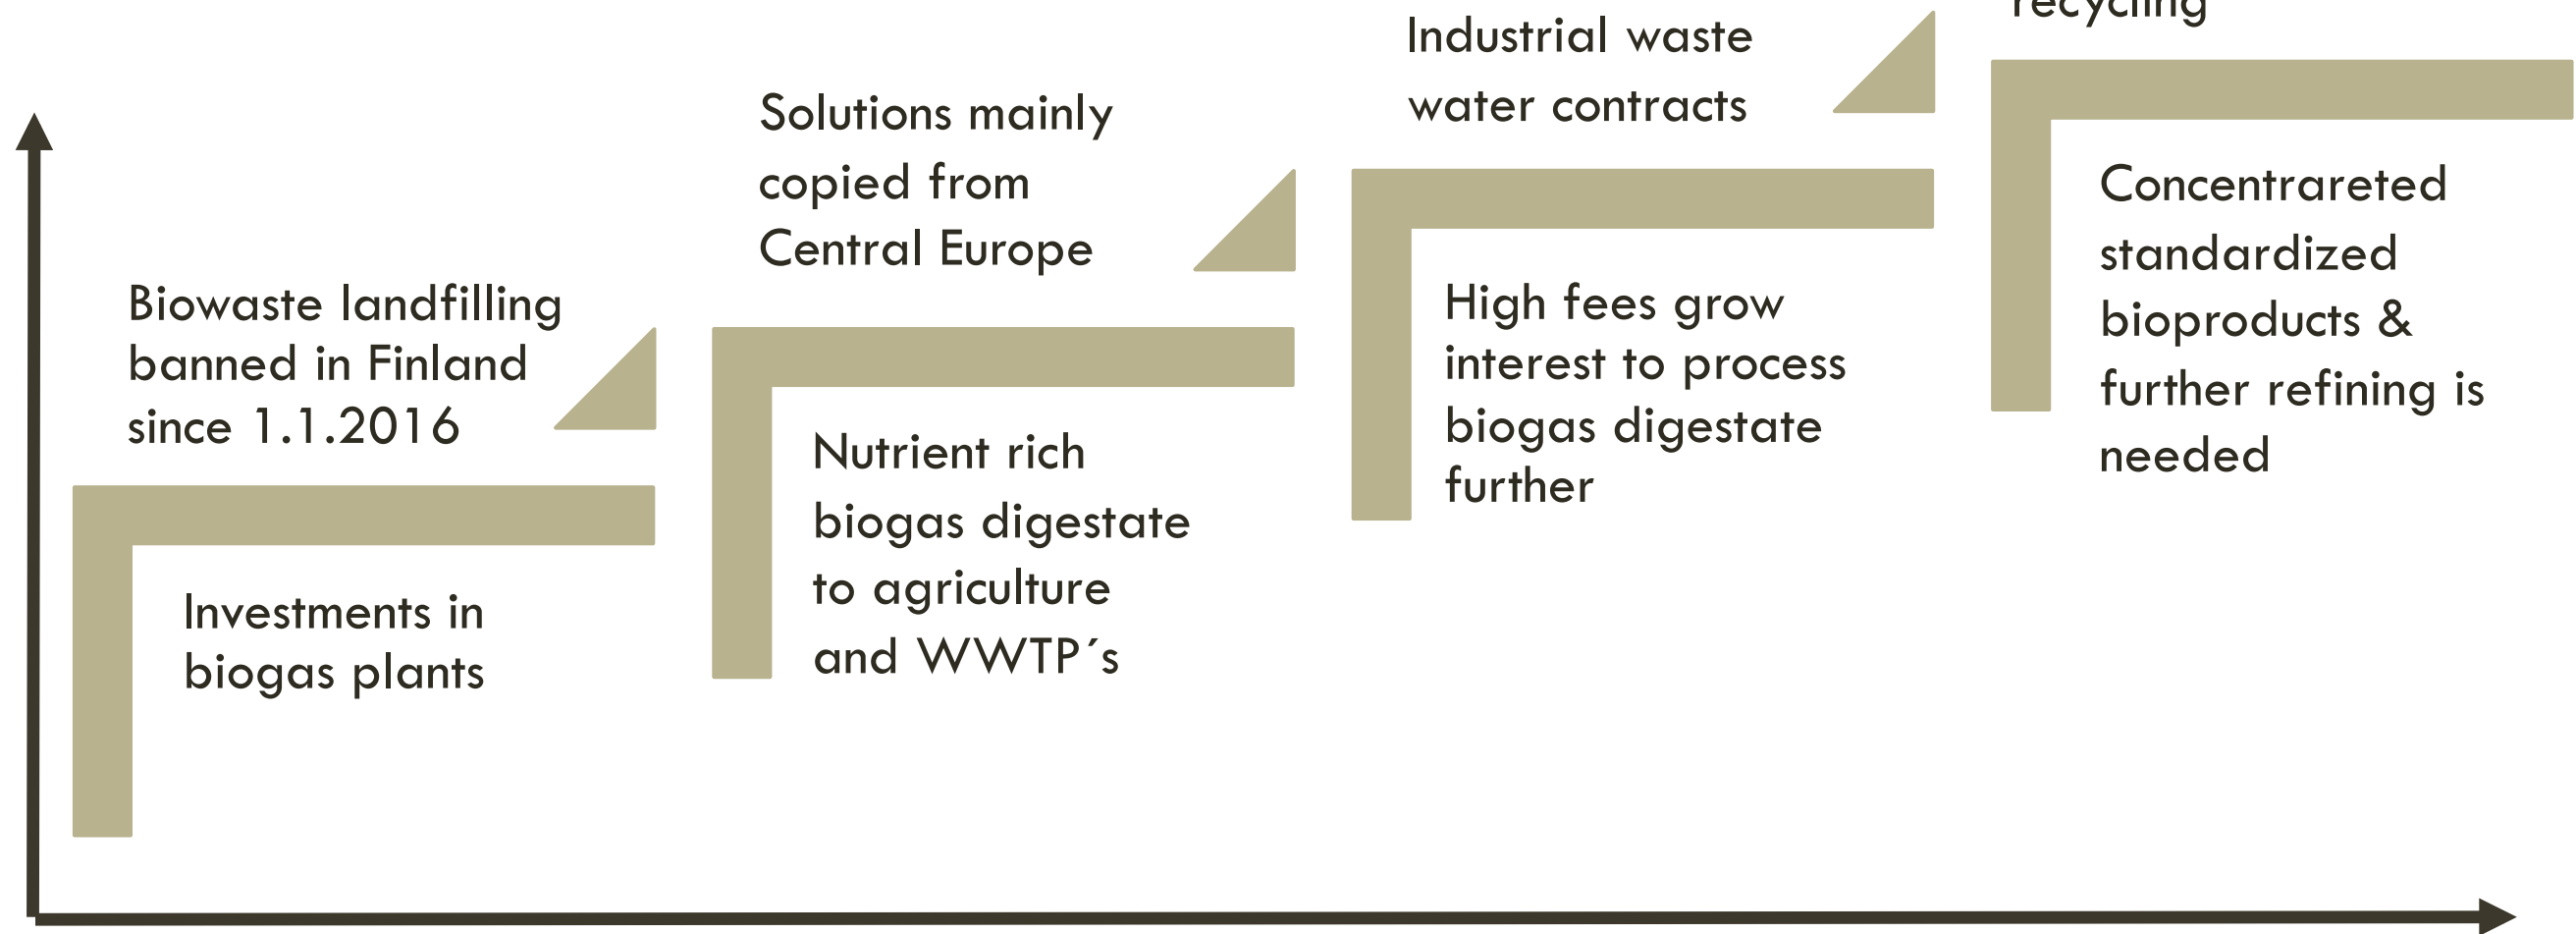 Biowaste landfilling
banned in Finland
since 1.1.2016
Investments in
biogas plants
Solutions mainly
copied from
Central Europe
Nutrient rich
biogas digestate
to agriculture
and WWTP´s
Industrial waste
water contracts
High fees grow
interest to process
biogas digestate
further
recycling
Concentrareted
standardized
bioproducts &
further refining is
needed